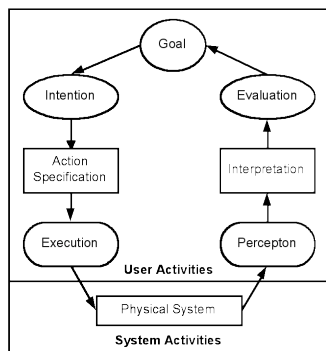 Goal
Intention
Evaluation
Action
Specification
Interpretation
Execution
Percepton
User Activities
Physical System
System Activities